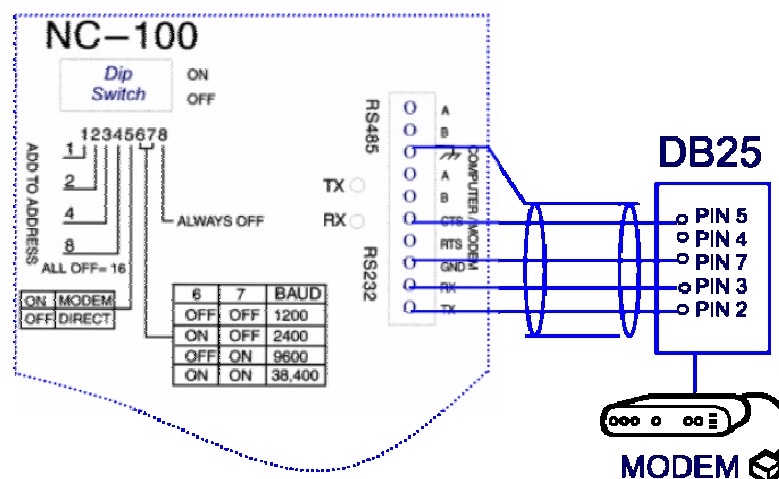 NC-100
Dip
Switch
ON
OFF
12345678
ADD TO ADDRESS
1
2
4
8
ALL OFF= 16
ALWAYS OFF
ON MODEM
OFF DIRECT
6 7 BAUD
OFF OFF 1200
ON OFF 2400
OFF ON 9600
ON ON 38,400
TX
RX
RS485
RS232
A
B
A
B
CTS
RTS
GND
RX
TX
COMPUTER / MODEM
DB25
PIN 5
PIN 4
PIN 7
PIN 3
PIN 2
MODEM